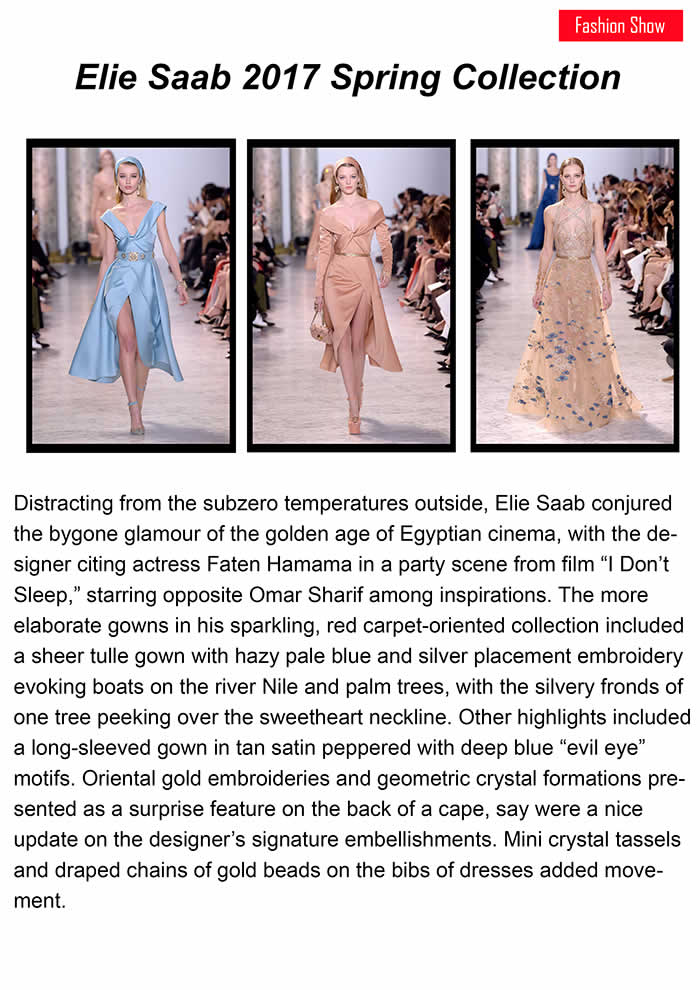 Fashion Show
Elie Saab 2017 Spring Collection
Distracting from the subzero temperatures outside, Elie Saab conjured
the bygone glamour of the golden age of Egyptian cinema, with the de-
signer citing actress Faten Hamama in a party scene from film “I Don’t
Sleep,” starring opposite Omar Sharif among inspirations. The more
elaborate gowns in his sparkling, red carpet-oriented collection included
a sheer tulle gown with hazy pale blue and silver placement embroidery
evoking boats on the river Nile and palm trees, with the silvery fronds of
one tree peeking over the sweetheart neckline. Other highlights included
a long-sleeved gown in tan satin peppered with deep blue “evil eye”
motifs. Oriental gold embroideries and geometric crystal formations pre-
sented as a surprise feature on the back of a cape, say were a nice
update on the designer’s signature embellishments. Mini crystal tassels
and draped chains of gold beads on the bibs of dresses added move-
ment.